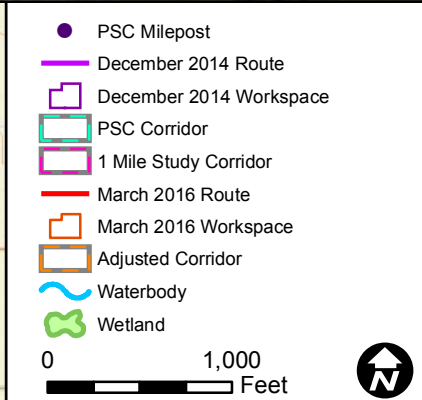 PSC Milepost
December 2014 Route
December 2014 Workspace
PSC Corridor
1 Mile Study Corridor
March 2016 Route
March 2016 Workspace
Adjusted Corridor
Waterbody
Wetland
0 1,000
Feet
N